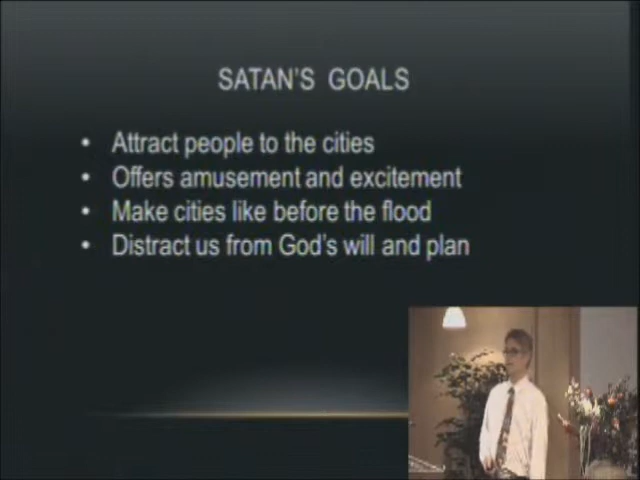 SATAN'S GOALS
• Attract people to the cities
• Offers amusement and excitement
• Make cities like before the flood
• Distract us from God's will and plan